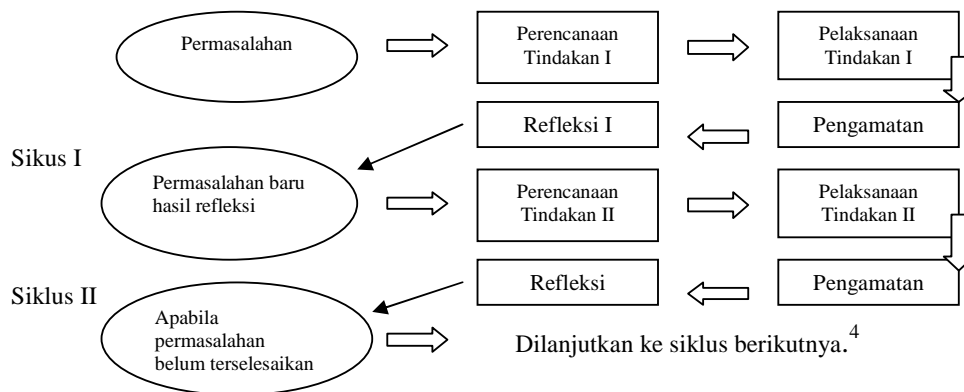 Permasalahan
Perencanaan
Tindakan I
Pelaksanaan
Tindakan I
Refleksi I
Pengamatan
Sikus I
Permasalahan baru
hasil refleksi
Perencanaan
Tindakan II
Pelaksanaan
Tindakan II
Siklus II
Refleksi
Pengamatan
Apabila
permasalahan
belum terselesaikan
Dilanjutkan ke siklus berikutnya.4